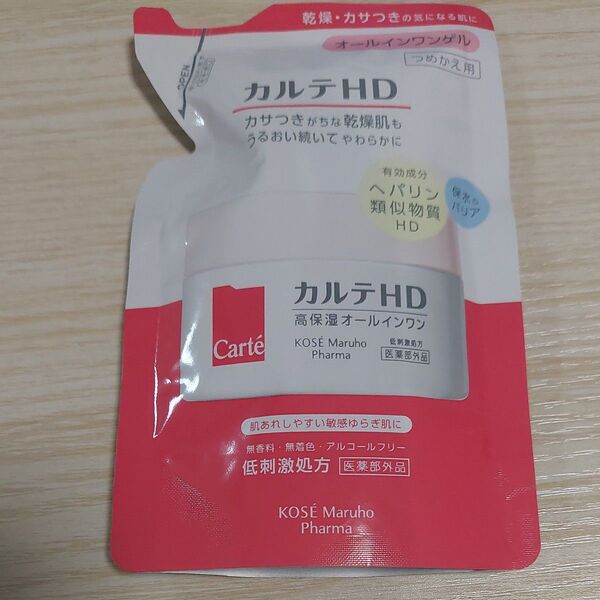 乾燥・カサつきの気になる肌に
オールインワンゲル
つめかえ用
OPEN
カルテHD
カサつきがちな乾燥肌も
うるおい続いてやわらかに
有効成分
ヘパリン
類似物質
HD
保水&
バリア
カルテHD
高保湿オールインワン
Carté
KOSÉ Maruho
Pharma
低刺激処方
医薬部外品
肌あれしやすい敏感ゆらぎ肌に
無香料・無着色・アルコールフリー
低刺激処方 医薬部外品
KOSÉ Maruho
Pharma